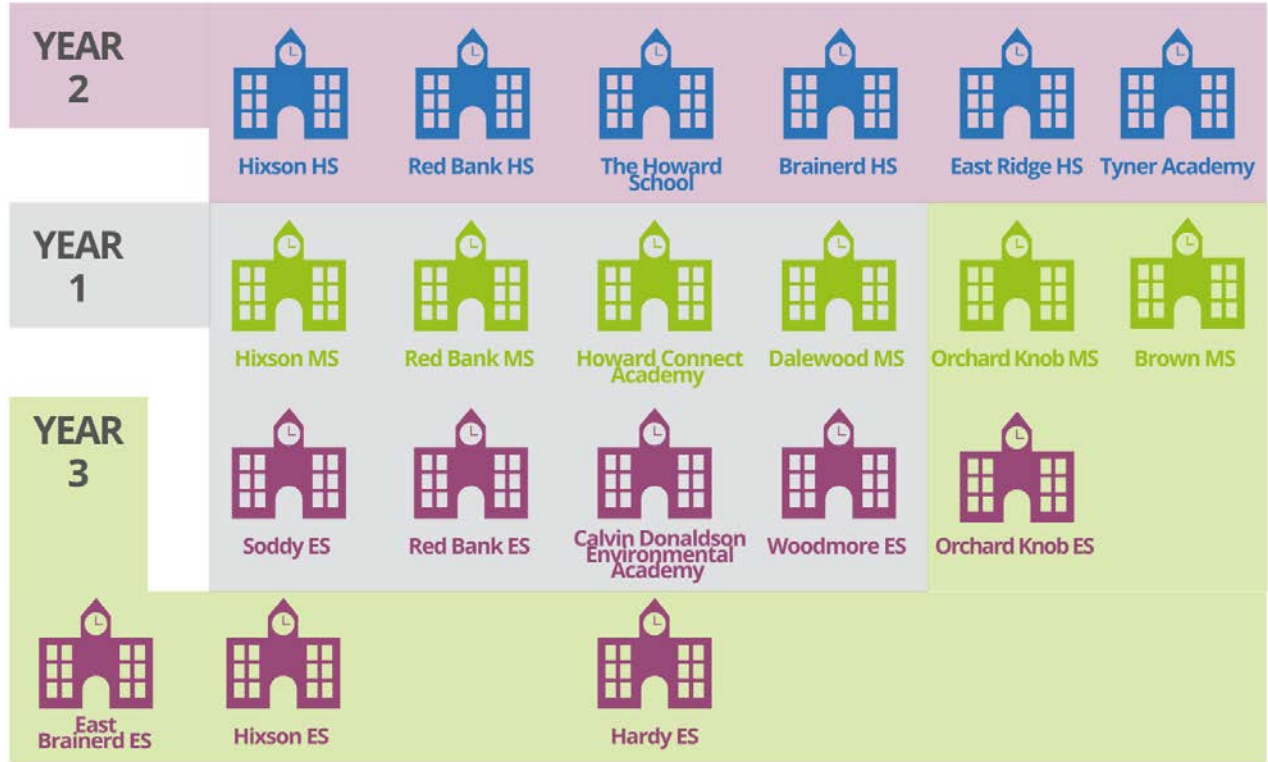 YEAR
2
Hixson HS
Red Bank HS
The Howard
School
Brainerd HS
East Ridge HS
Tyner Academy
YEAR
1
Hixson MS
Red Bank MS
Howard Connect
Academy
Dalewood MS
Orchard Knob MS
Brown MS
YEAR
3
Soddy ES
Red Bank ES
Calvin Donaldson
Environmental
Academy
Woodmore ES
Orchard Knob ES
East
Brainerd ES
Hixson ES
Hardy ES